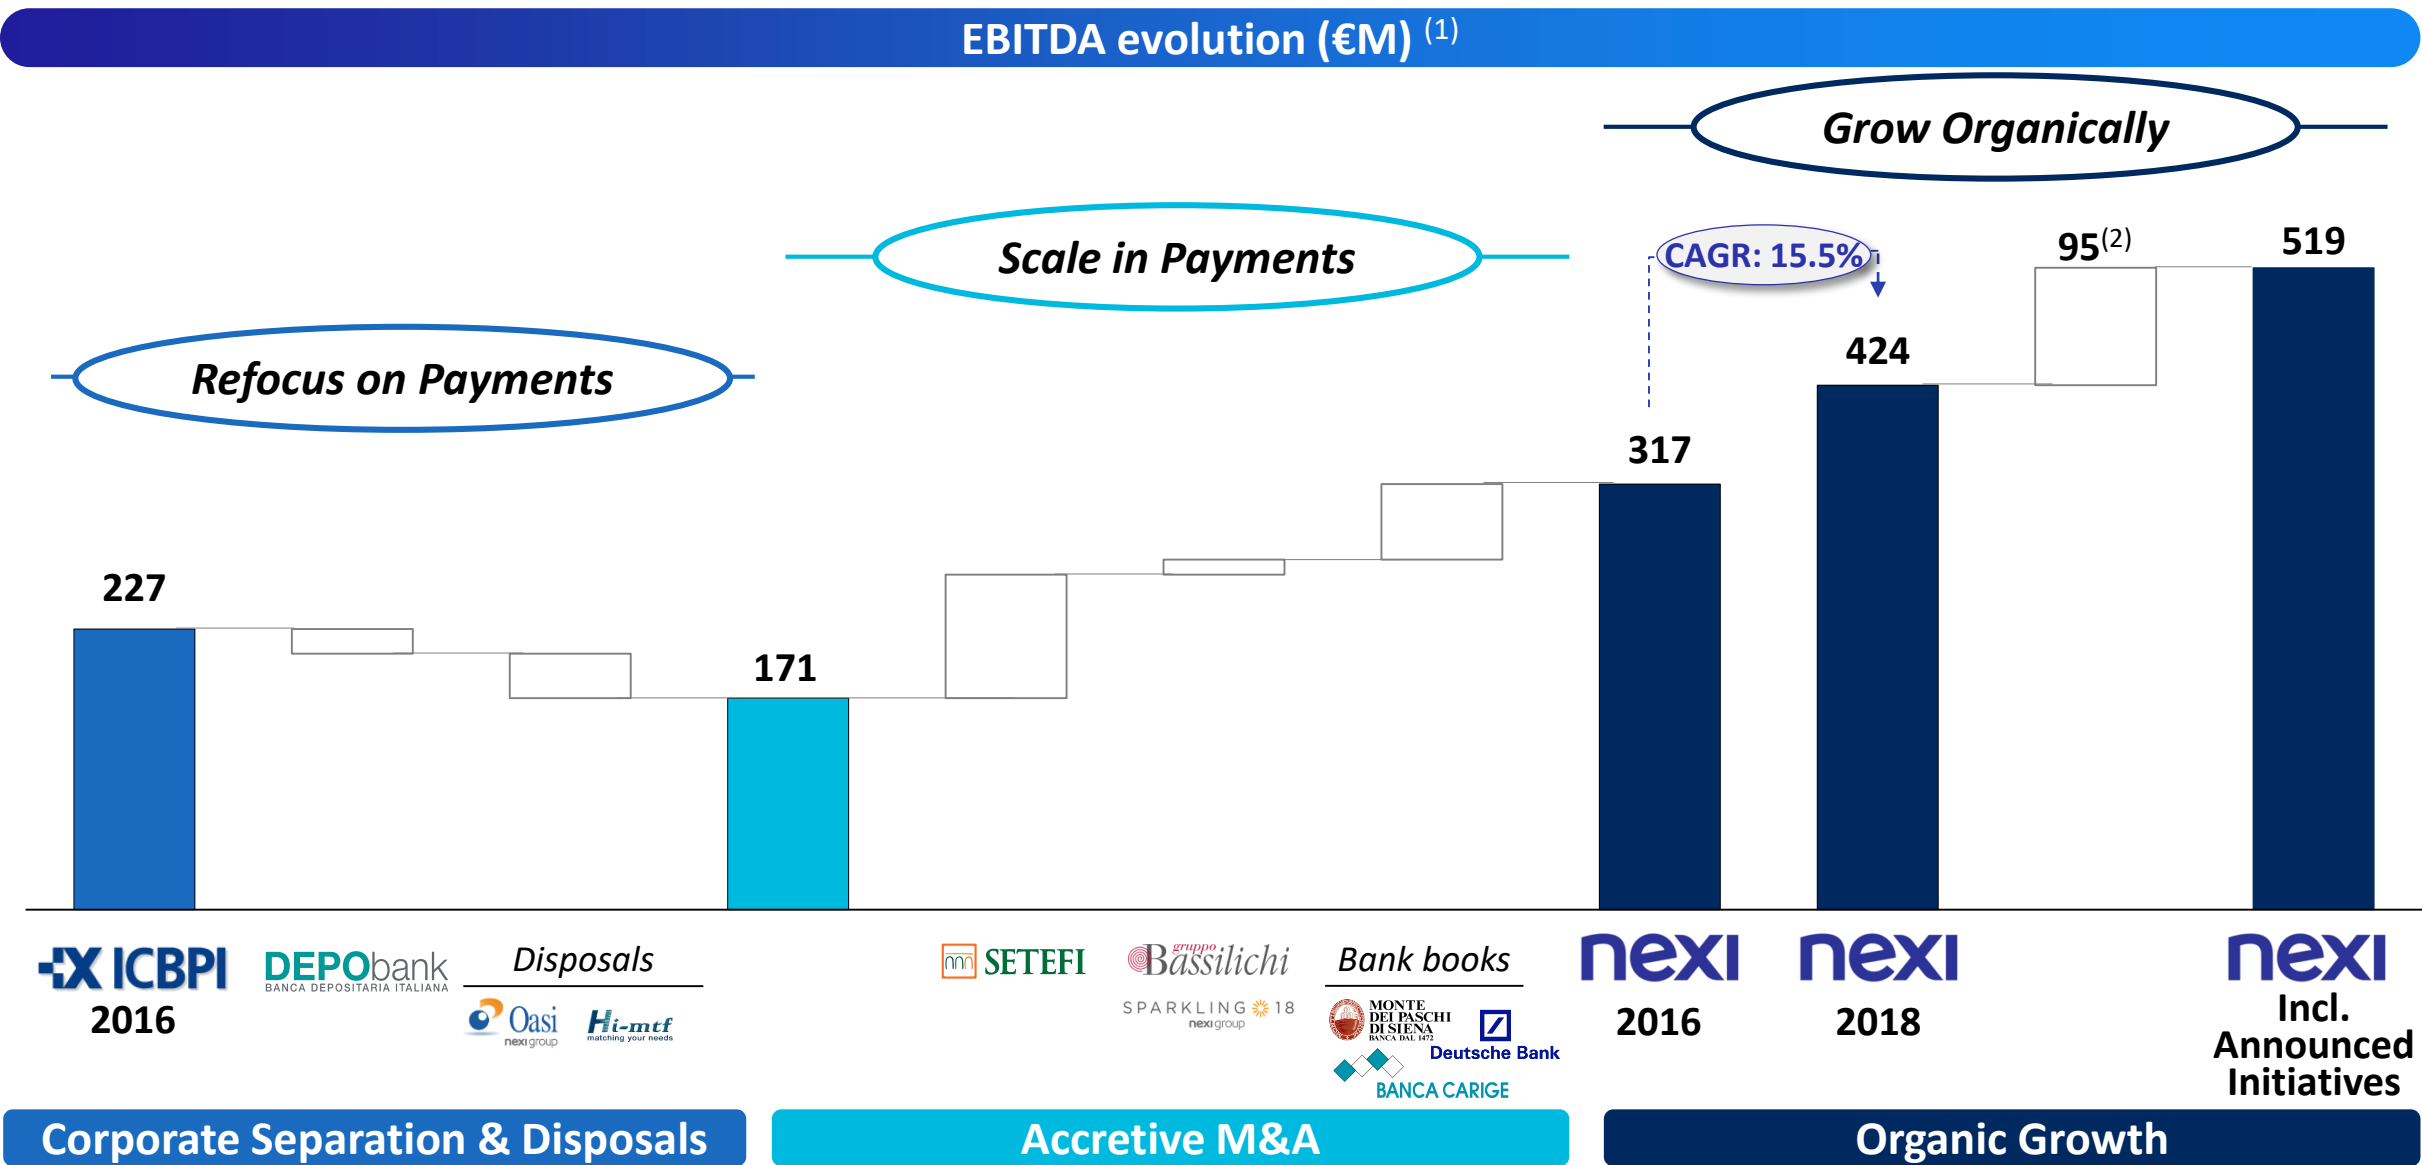 EBITDA evolution (€M) (1)
Grow Organically
Scale in Payments
Refocus on Payments
CAGR: 15.5%
227
171
317
424
95(2)
519
ICBPI
2016
DEPObank
BANCA DEPOSITARIA ITALIANA
Disposals
Oasi
nexi group
Hi-mtf
matching your needs
SETEFI
gruppo
Bassilichi
SPARKLING 18
nexi group
Bank books
MONTE
DEI PASCHI
DI SIENA
BANCA DAL 1472
Deutsche Bank
BANCA CARIGE
nexi
2016
nexi
2018
nexi
Incl.
Announced
Initiatives
Corporate Separation & Disposals
Accretive M&A
Organic Growth